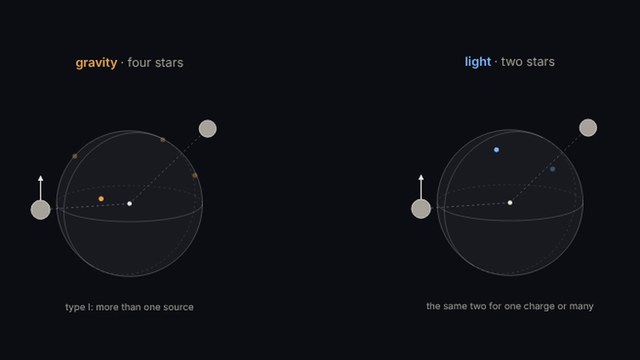 gravity · four stars
light · two stars
type I: more than one source
the same two for one charge or many